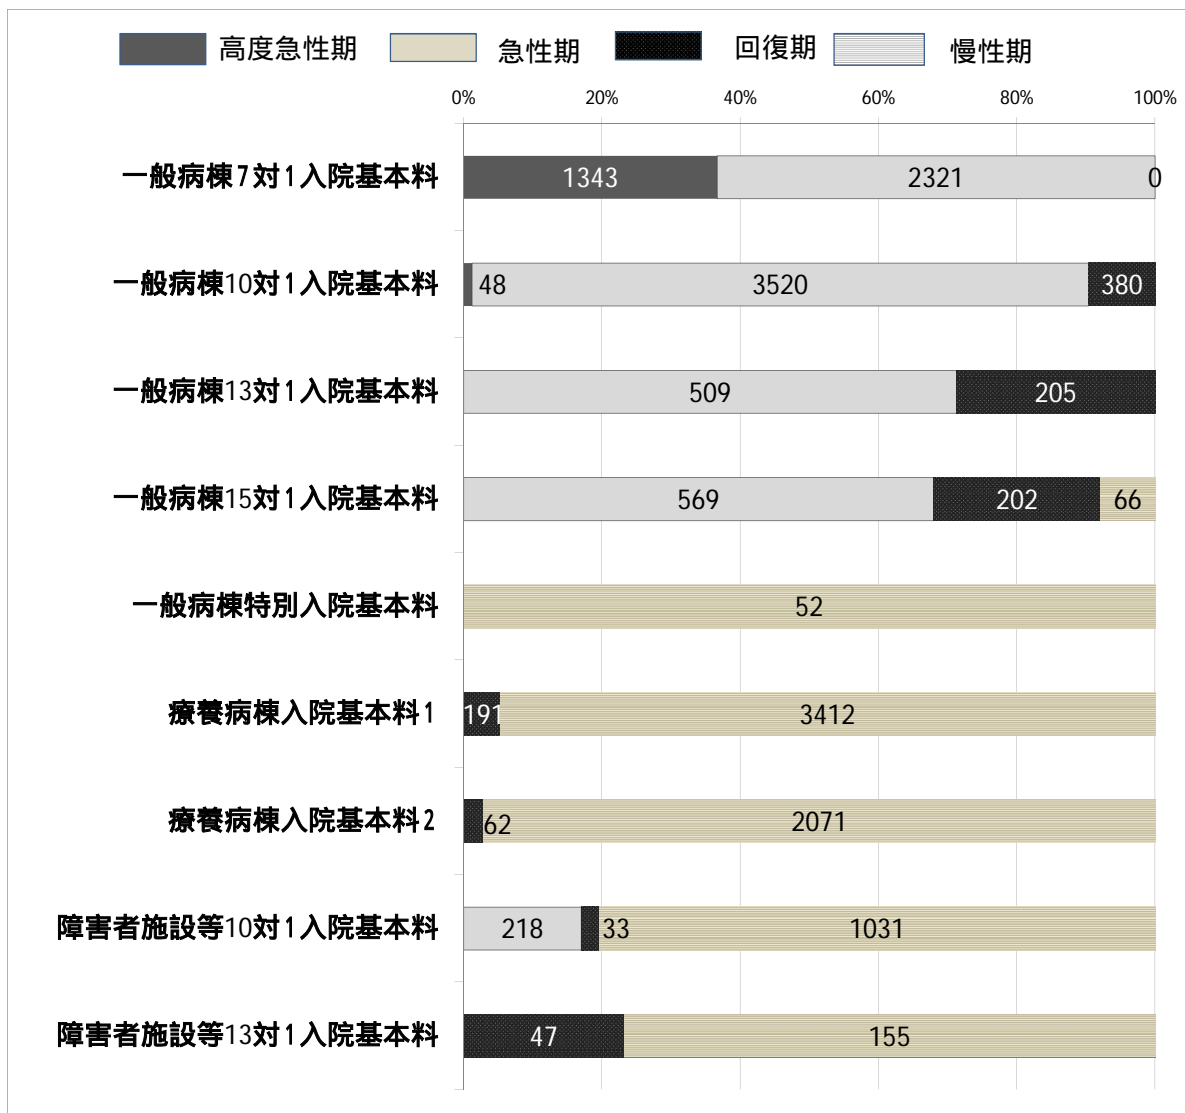 高度急性期 急性期 回復期 慢性期
0% 20% 40% 60% 80% 100%
一般病棟7対1入院基本料 1343 2321 0
一般病棟10対1入院基本料 48 3520 380
一般病棟13対1入院基本料 509 205
一般病棟15対1入院基本料 569 202 66
一般病棟特別入院基本料 52
療養病棟入院基本料1 191 3412
療養病棟入院基本料2 62 2071
障害者施設等10対1入院基本料 218 33 1031
障害者施設等13対1入院基本料 47 155